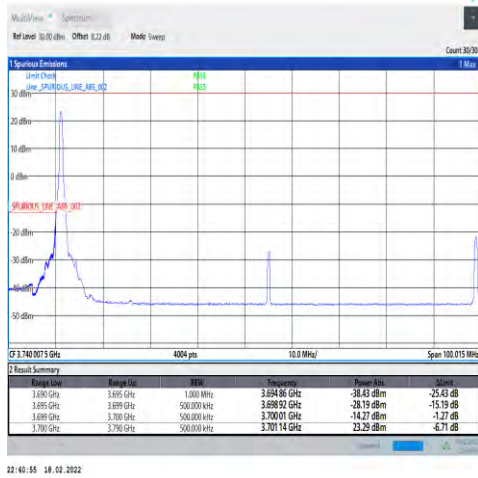 MultiView Spectrum
Ref Level 30.00 dBm Offset 8.22 dB Mode Sweep
Count 30/30
1 Spurious Emissions 1 Max
Limit Check PASS
Line _SPURIOUS_LINE_ABS_002 PASS
30 dBm
20 dBm
10 dBm
0 dBm
_SPURIOUS_LINE_ABS_002
-20 dBm
-30 dBm
-40 dBm
-50 dBm
CF 3.740 007 5 GHz 4004 pts 10.0 MHz/ Span 100.015 MHz
2 Result Summary
Range Low Range Up RBW Frequency Power Abs ΔLimit
3.690 GHz 3.695 GHz 1.000 MHz 3.694 86 GHz -38.43 dBm -25.43 dB
3.695 GHz 3.699 GHz 500.000 kHz 3.698 92 GHz -28.19 dBm -15.19 dB
3.699 GHz 3.700 GHz 500.000 kHz 3.700 01 GHz -14.27 dBm -1.27 dB
3.700 GHz 3.790 GHz 500.000 kHz 3.701 14 GHz 23.29 dBm -6.71 dB
22:40:55 18.02.2022